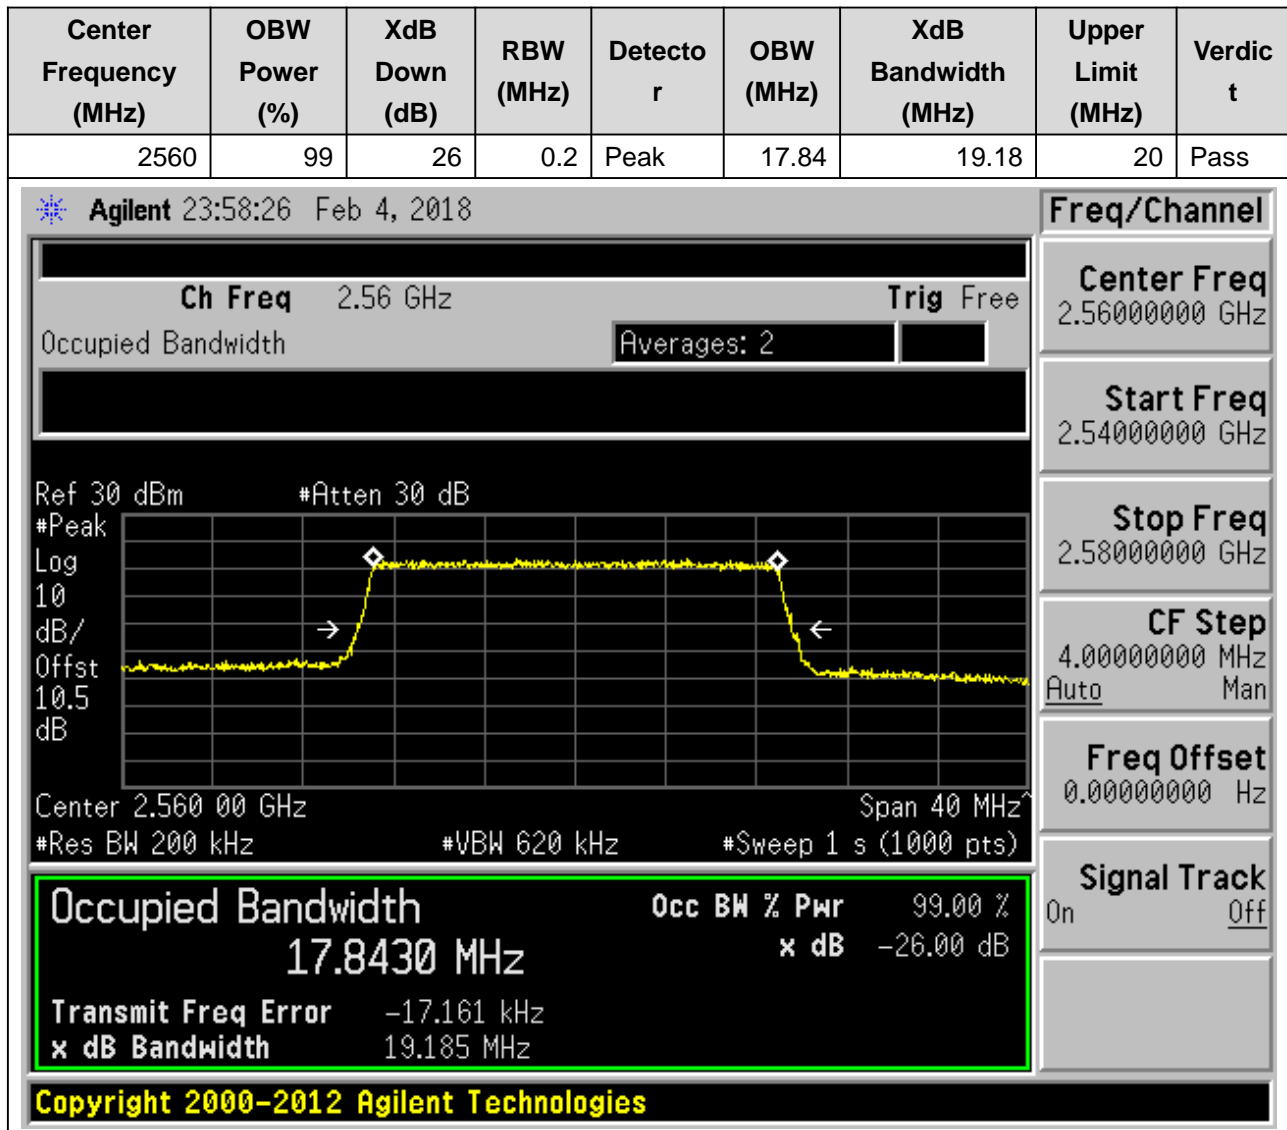 Center Frequency (MHz) OBW Power (%) XdB Down (dB) RBW (MHz) Detecto r OBW (MHz) XdB Bandwidth (MHz) Upper Limit (MHz) Verdic t
2560 99 26 0.2 Peak 17.84 19.18 20 Pass
Agilent 23:58:26 Feb 4, 2018
Freq/Channel
Ch Freq 2.56 GHz Trig Free
Occupied Bandwidth Averages: 2
Center Freq
2.56000000 GHz
Start Freq
2.54000000 GHz
Stop Freq
2.58000000 GHz
CF Step
4.00000000 MHz
Auto Man
Freq Offset
0.00000000 Hz
Signal Track
On Off
Ref 30 dBm #Atten 30 dB
#Peak
Log
10
dB/
Offst
10.5
dB
Center 2.560 00 GHz Span 40 MHz^
#Res BW 200 kHz #VBW 620 kHz #Sweep 1 s (1000 pts)
Occupied Bandwidth Occ BW % Pwr 99.00 %
17.8430 MHz x dB -26.00 dB
Transmit Freq Error -17.161 kHz
x dB Bandwidth 19.185 MHz
Copyright 2000-2012 Agilent Technologies